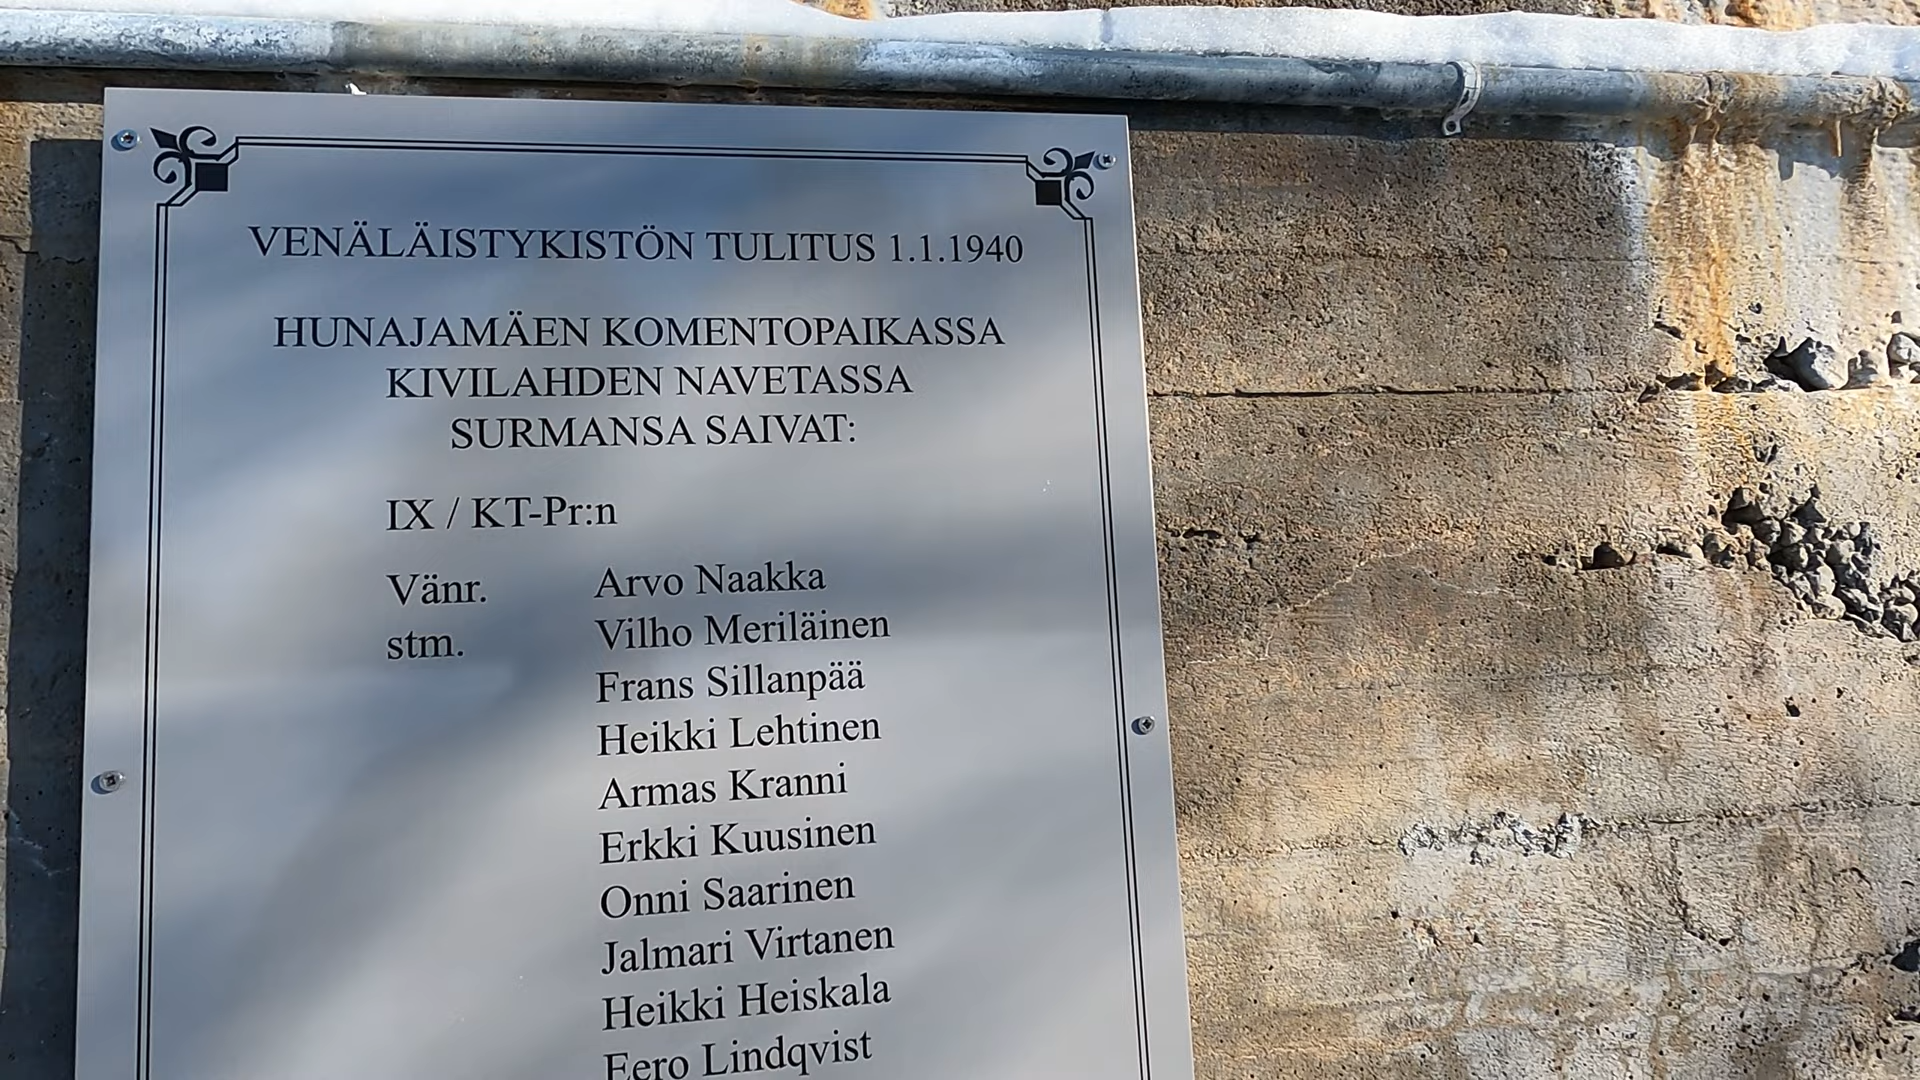 VENÄLÄISTYKISTÖN TULITUS 1.1.1940
HUNAJAMÄEN KOMENTOPAIKASSA
KIVILAHDEN NAVETASSA
SURMANSA SAIVAT:
IX / KT-Pr:n
Vänr. Arvo Naakka
stm. Vilho Meriläinen
Frans Sillanpää
Heikki Lehtinen
Armas Kranni
Erkki Kuusinen
Onni Saarinen
Jalmari Virtanen
Heikki Heiskala
Eero Lindqvist